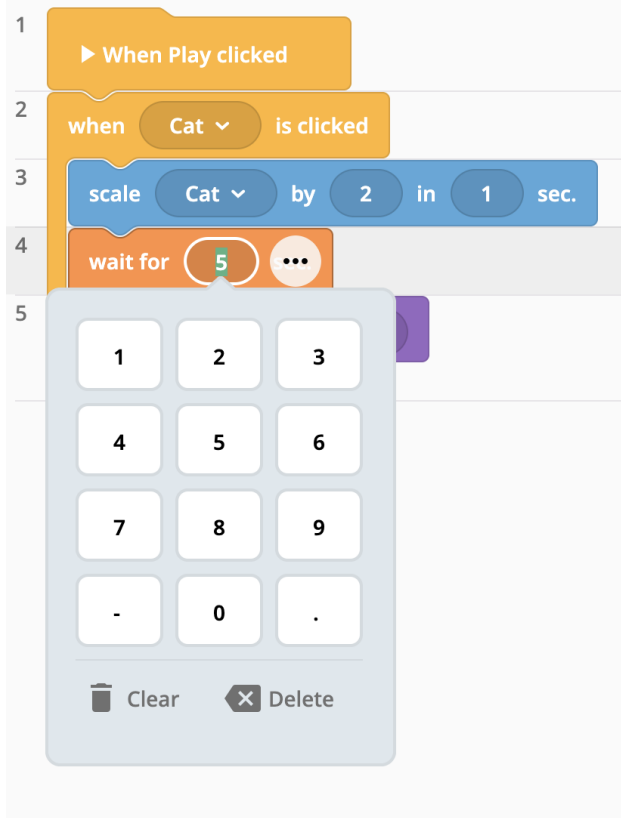 1
When Play clicked
2
when Cat is clicked
3
scale Cat by 2 in 1 sec.
4
wait for 5 sec.
5
1 2 3
4 5 6
7 8 9
- 0 .
Clear Delete